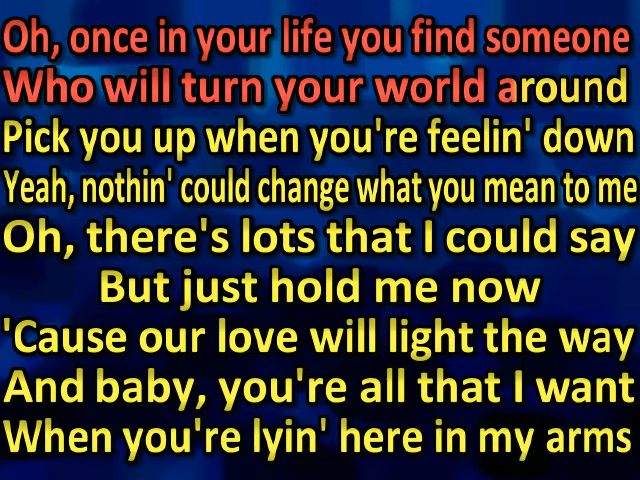 Oh, once in your life you find someone
Who will turn your world around
Pick you up when you're feelin' down
Yeah, nothin' could change what you mean to me
Oh, there's lots that I could say
But just hold me now
'Cause our love will light the way
And baby, you're all that I want
When you're lyin' here in my arms